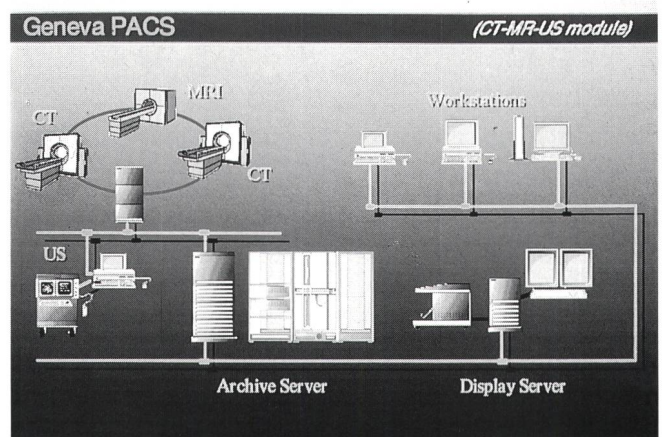 Geneva PACS
(CT-MR-US module)
MRI
CT
CT
Workstations
US
Archive Server
Display Server